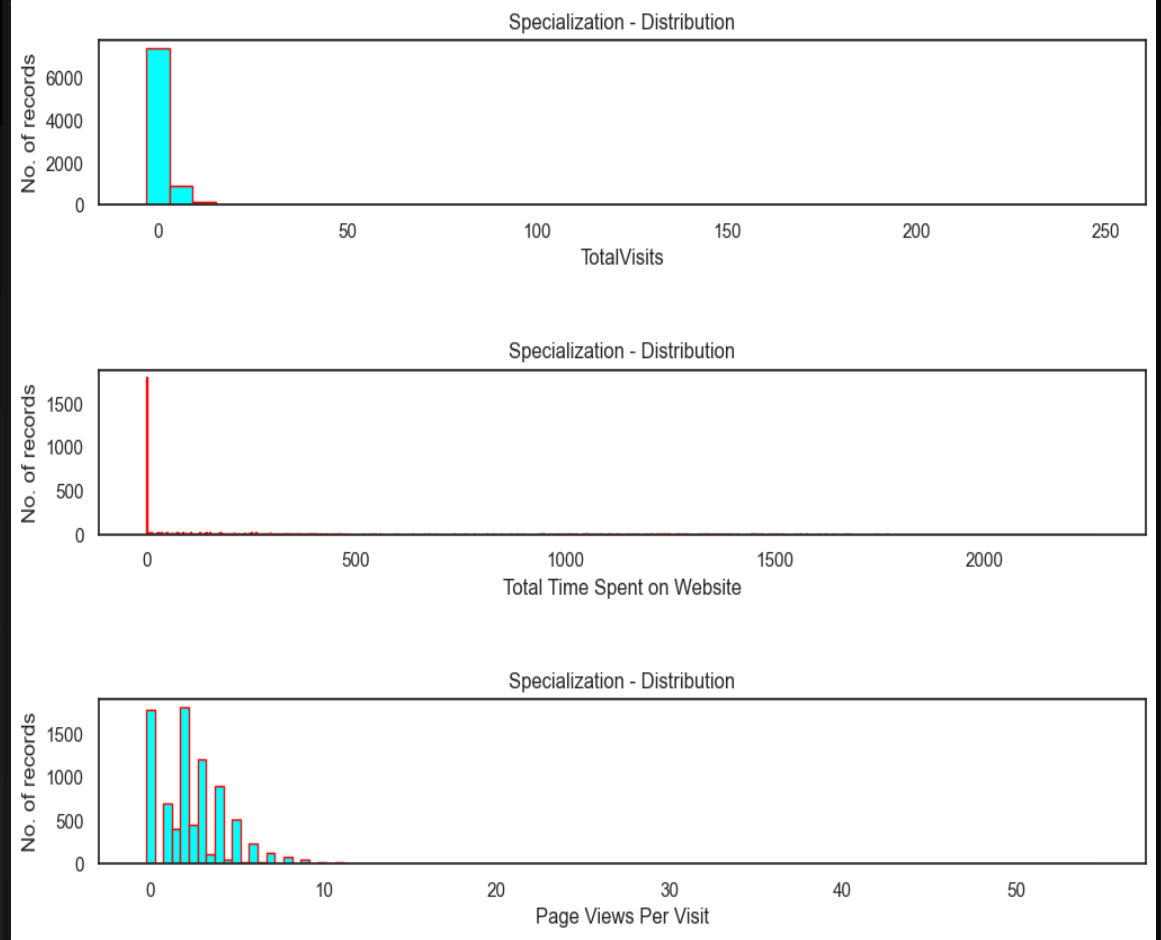 Specialization - Distribution
No. of records
6000
4000
2000
0
0 50 100 150 200 250
TotalVisits
Specialization - Distribution
No. of records
1500
1000
500
0
0 500 1000 1500 2000
Total Time Spent on Website
Specialization - Distribution
No. of records
1500
1000
500
0
0 10 20 30 40 50
Page Views Per Visit